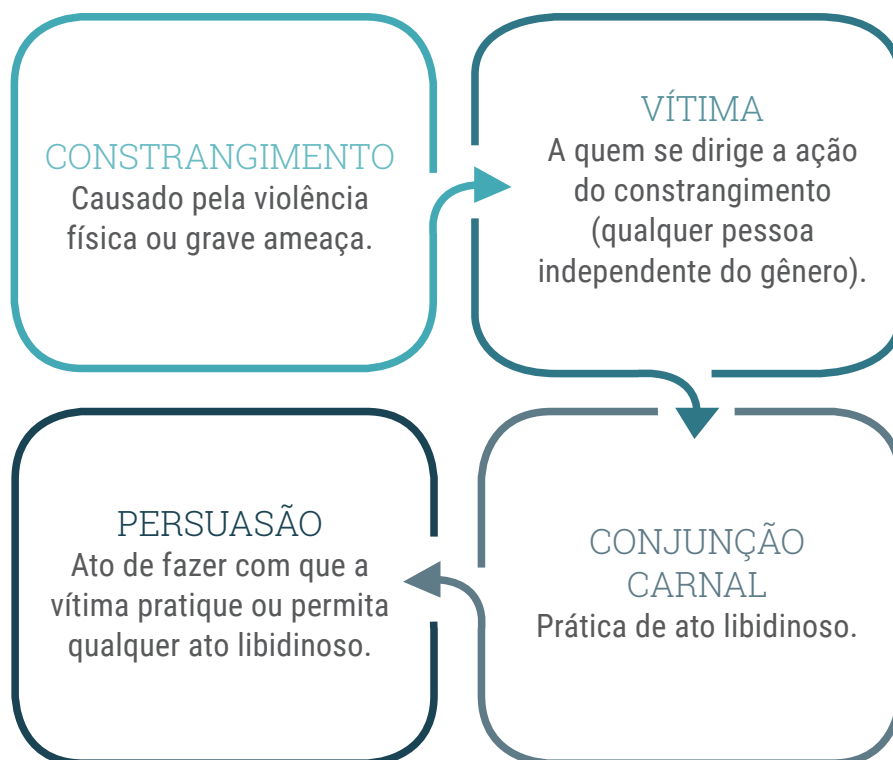 CONSTRANGIMENTO
Causado pela violência
física ou grave ameaça.
VÍTIMA
A quem se dirige a ação
do constrangimento
(qualquer pessoa
independente do gênero).
CONJUNÇÃO
CARNAL
Prática de ato libidinoso.
PERSUASÃO
Ato de fazer com que a
vítima pratique ou permita
qualquer ato libidinoso.